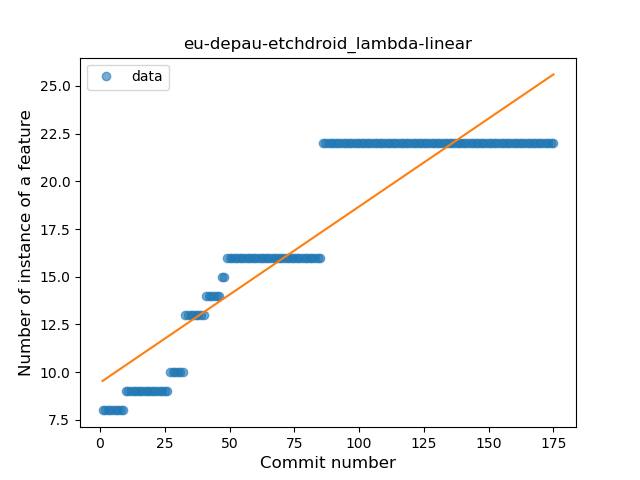 eu-depau-etchdroid_lambda-linear
data
Number of instance of a feature
25.0
22.5
20.0
17.5
15.0
12.5
10.0
7.5
0 25 50 75 100 125 150 175
Commit number